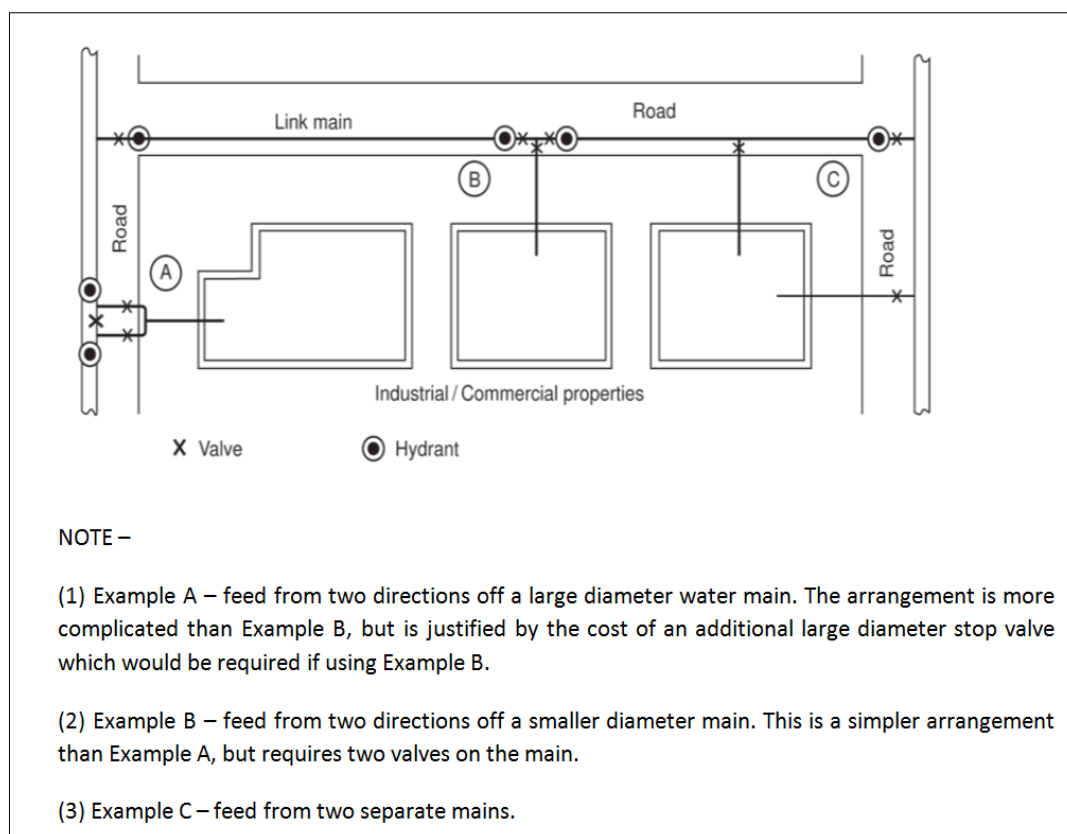 Link main
Road
B
C
Road
A
Road
Industrial / Commercial properties
X Valve
Hydrant
NOTE –
(1) Example A – feed from two directions off a large diameter water main. The arrangement is more
complicated than Example B, but is justified by the cost of an additional large diameter stop valve
which would be required if using Example B.
(2) Example B – feed from two directions off a smaller diameter main. This is a simpler arrangement
than Example A, but requires two valves on the main.
(3) Example C – feed from two separate mains.